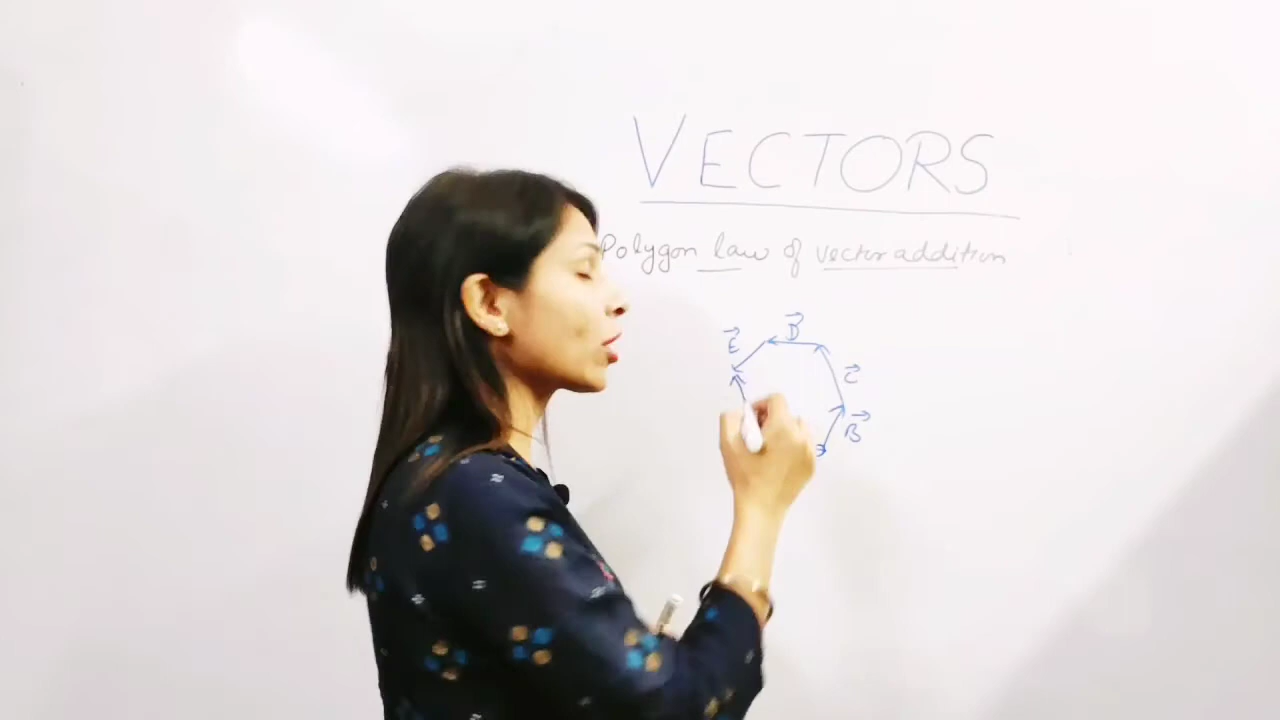 VECTORS
Polygon law of vector addition
B⃗
E⃗
C⃗
B⃗